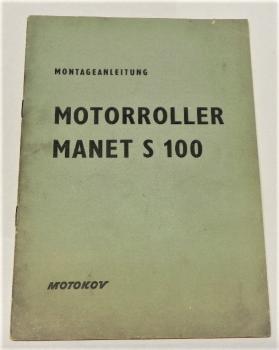 MONTAGEANLEITUNG
MOTORROLLER
MANET S 100
MOTOKOV